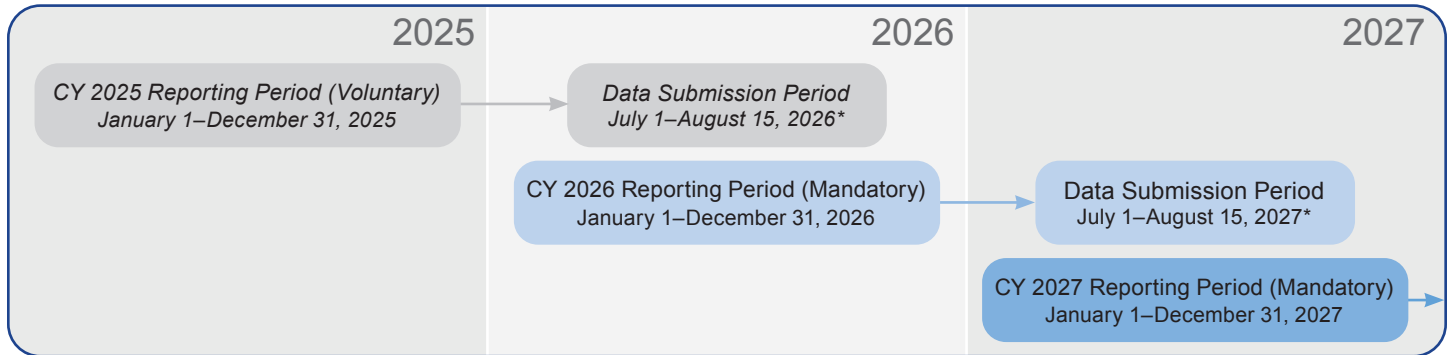 2025
2026
2027
CY 2025 Reporting Period (Voluntary)
January 1–December 31, 2025
Data Submission Period
July 1–August 15, 2026*
CY 2026 Reporting Period (Mandatory)
January 1–December 31, 2026
Data Submission Period
July 1–August 15, 2027*
CY 2027 Reporting Period (Mandatory)
January 1–December 31, 2027